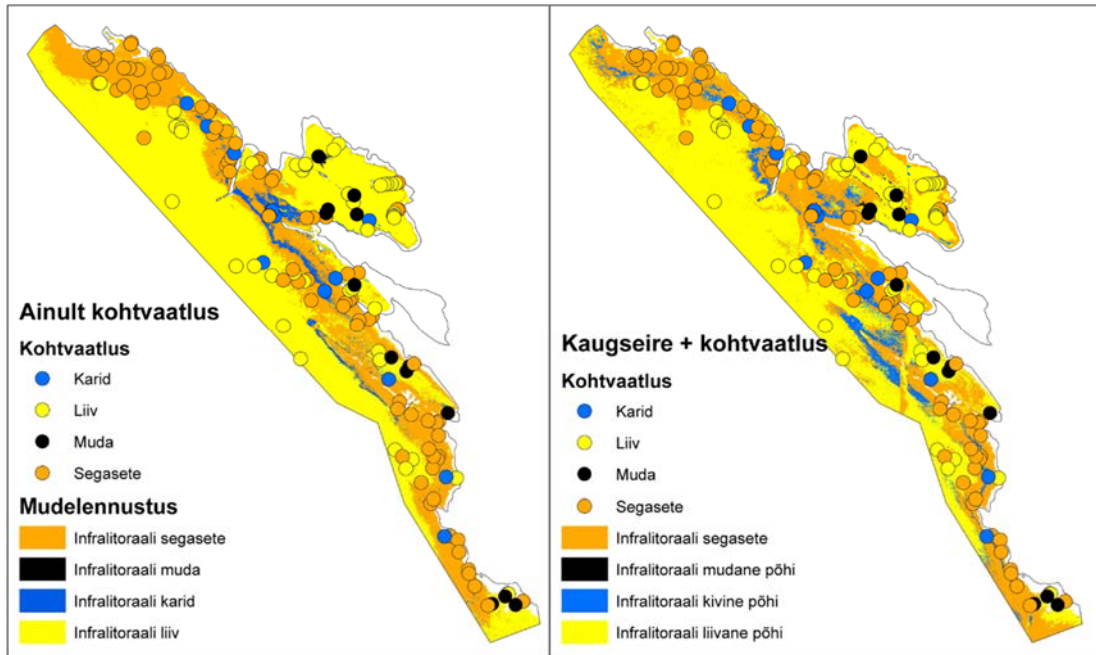 Ainult kohtvaatlus
Kohtvaatlus
Karid
Liiv
Muda
Segasete
Mudelennustus
Infralitoraali segasete
Infralitoraali muda
Infralitoraali karid
Infralitoraali liiv
Kaugseire + kohtvaatlus
Kohtvaatlus
Karid
Liiv
Muda
Segasete
Infralitoraali segasete
Infralitoraali mudane põhi
Infralitoraali kivine põhi
Infralitoraali liivane põhi